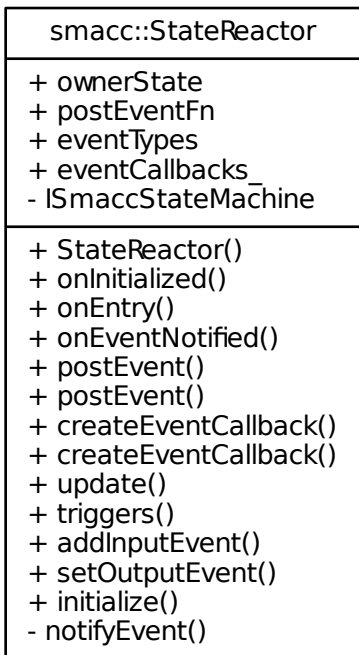 smacc::StateReactor
+ ownerState
+ postEventFn
+ eventTypes
+ eventCallbacks_
- ISmaccStateMachine
+ StateReactor()
+ onInitialized()
+ onEntry()
+ onEventNotified()
+ postEvent()
+ postEvent()
+ createEventCallback()
+ createEventCallback()
+ update()
+ triggers()
+ addInputEvent()
+ setOutputEvent()
+ initialize()
- notifyEvent()